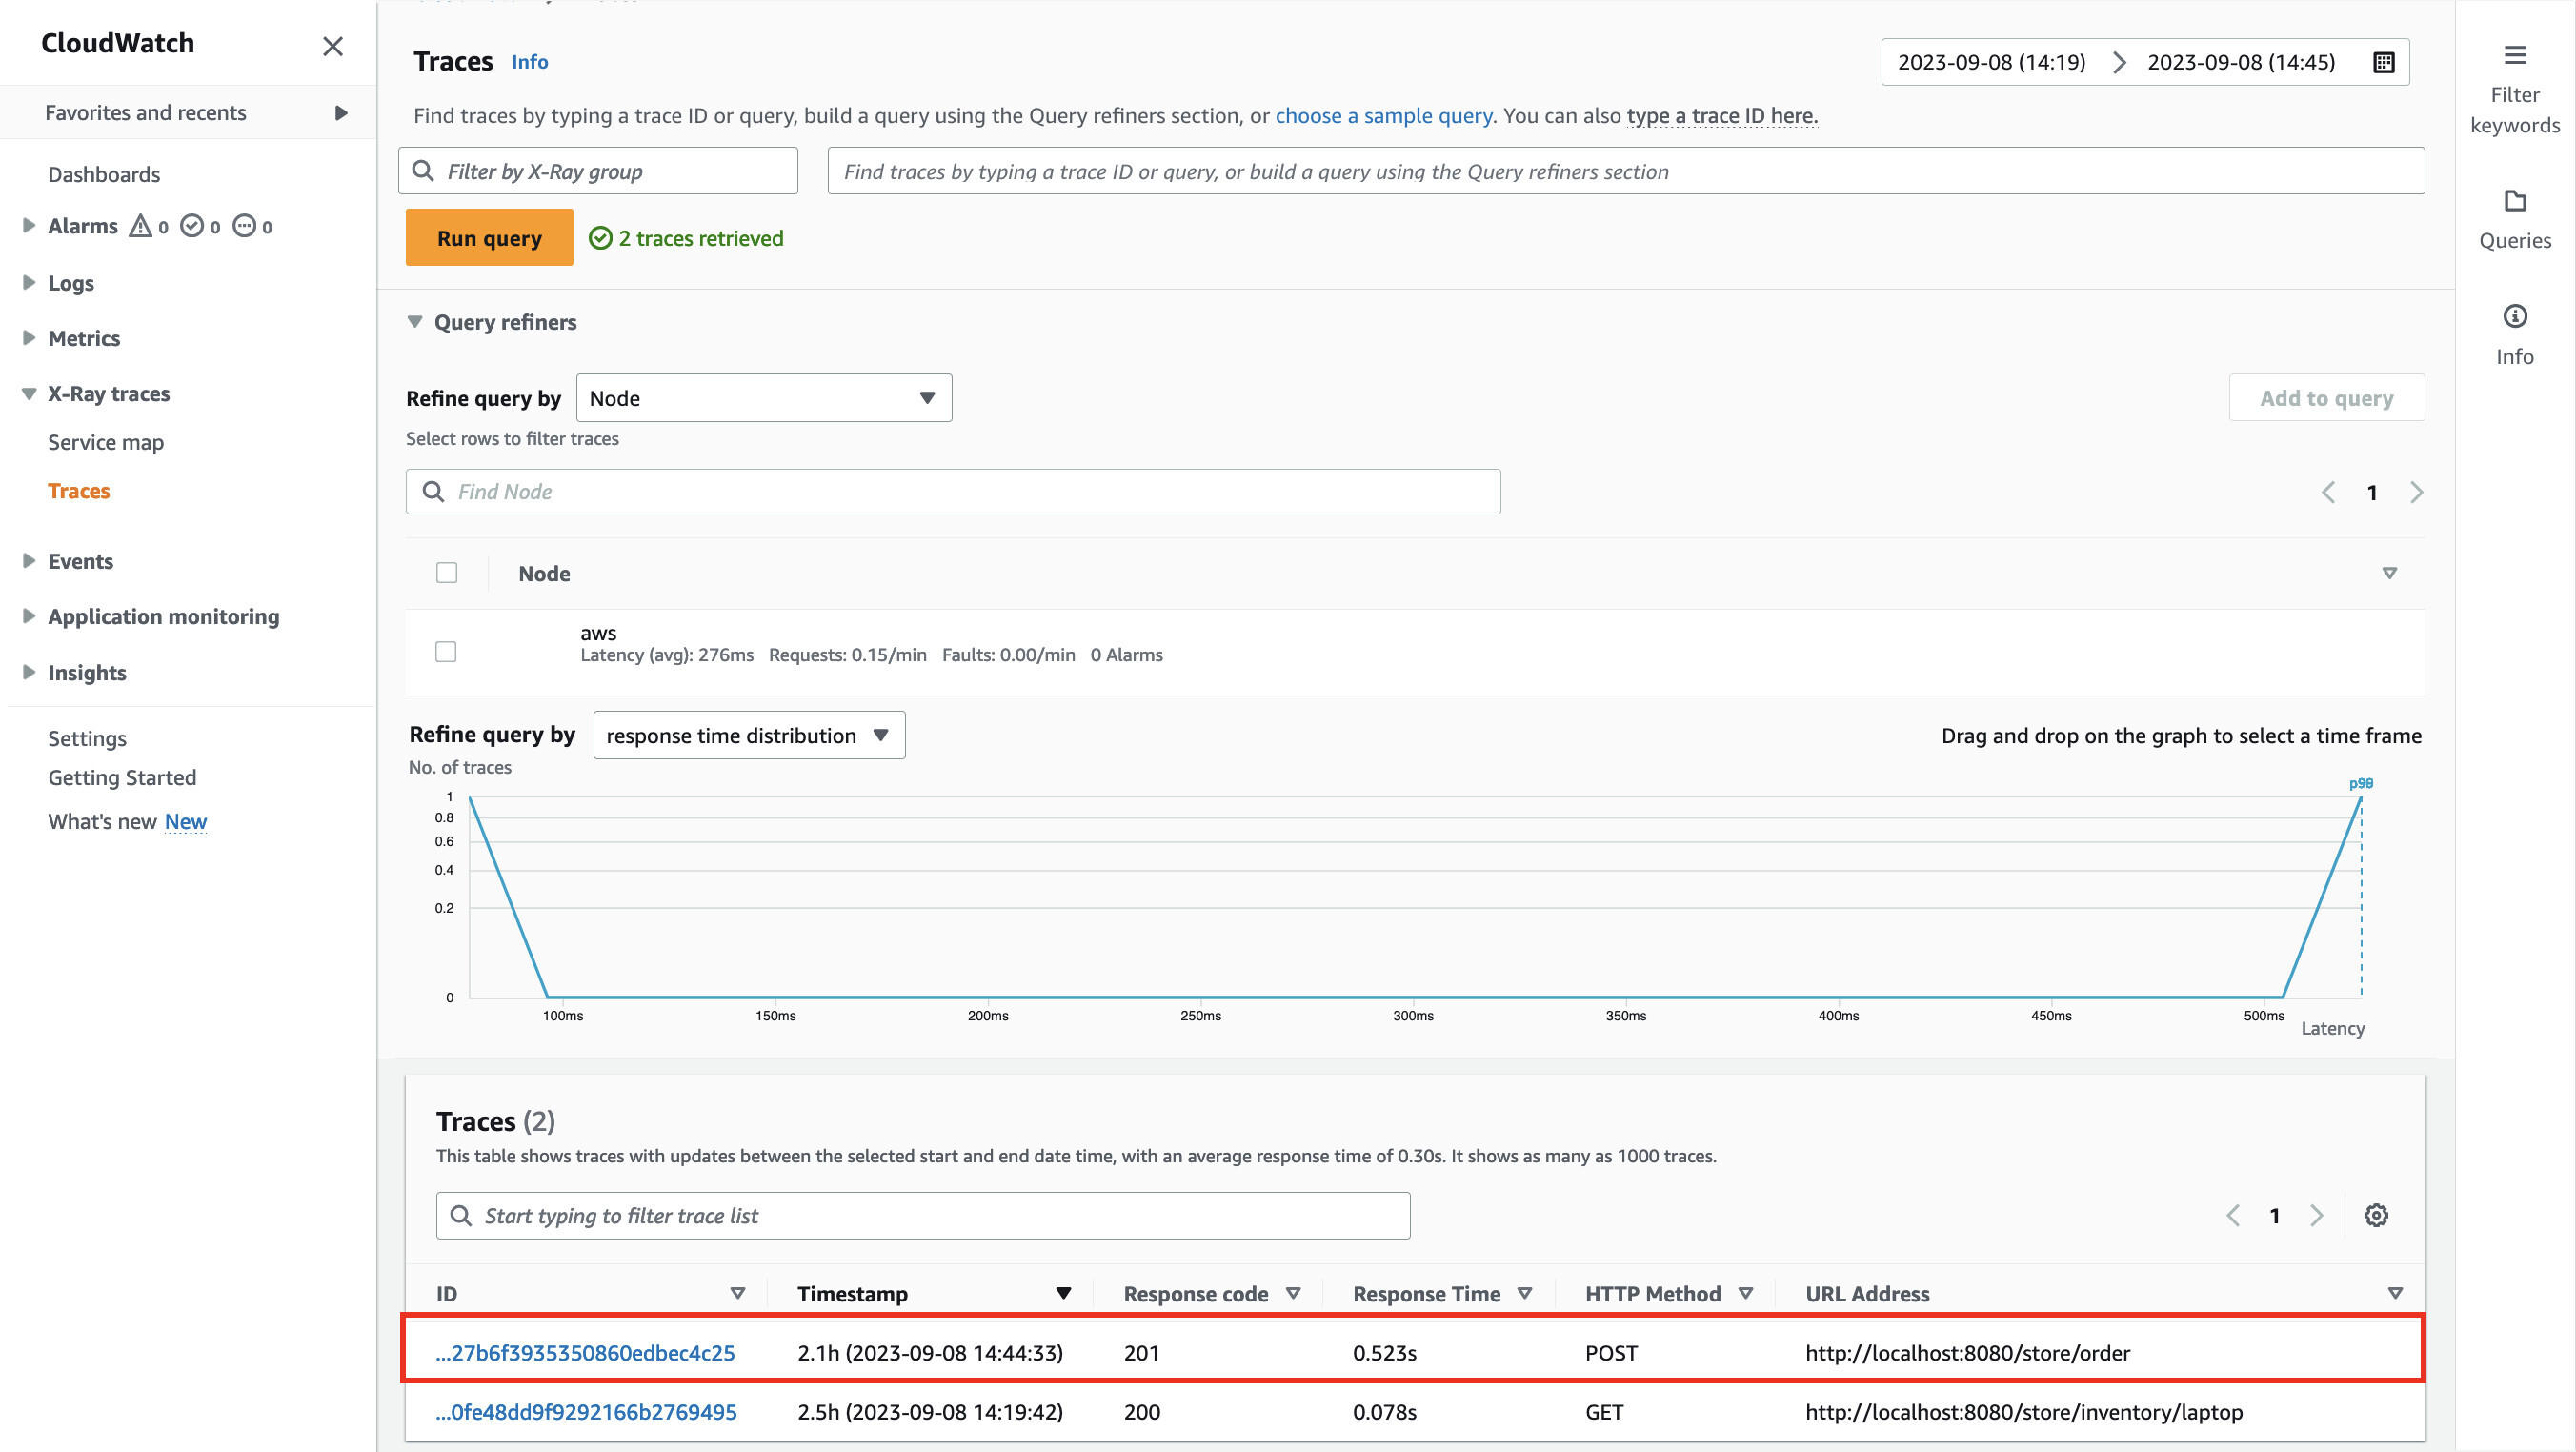 CloudWatch
Favorites and recents
Dashboards
Alarms 0 0 0
Logs
Metrics
X-Ray traces
Service map
Traces
Events
Application monitoring
Insights
Settings
Getting Started
What's new New
Traces Info
2023-09-08 (14:19) 2023-09-08 (14:45)
Find traces by typing a trace ID or query, build a query using the Query refiners section, or choose a sample query. You can also type a trace ID here.
Filter by X-Ray group
Find traces by typing a trace ID or query, or build a query using the Query refiners section
Run query
2 traces retrieved
Query refiners
Refine query by Node
Add to query
Select rows to filter traces
Find Node
1
Node
aws
Latency (avg): 276ms Requests: 0.15/min Faults: 0.00/min 0 Alarms
Refine query by response time distribution
Drag and drop on the graph to select a time frame
No. of traces
1
0.8
0.6
0.4
0.2
0
100ms 150ms 200ms 250ms 300ms 350ms 400ms 450ms 500ms
Latency
Traces (2)
This table shows traces with updates between the selected start and end date time, with an average response time of 0.30s. It shows as many as 1000 traces.
Start typing to filter trace list
1
ID Timestamp Response code Response Time HTTP Method URL Address
...27b6f3935350860edbec4c25 2.1h (2023-09-08 14:44:33) 201 0.523s POST http://localhost:8080/store/order
...0fe48dd9f9292166b2769495 2.5h (2023-09-08 14:19:42) 200 0.078s GET http://localhost:8080/store/inventory/laptop
Filter
keywords
Queries
Info